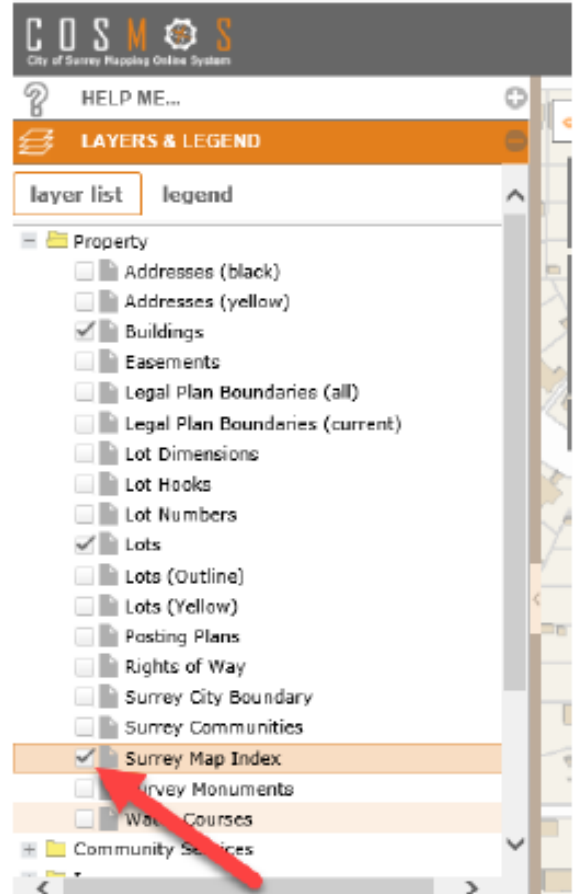 COSMOS
City of Surrey Mapping Online System
HELP ME...
LAYERS & LEGEND
layer list legend
Property
Addresses (black)
Addresses (yellow)
Buildings
Easements
Legal Plan Boundaries (all)
Legal Plan Boundaries (current)
Lot Dimensions
Lot Hooks
Lot Numbers
Lots
Lots (Outline)
Lots (Yellow)
Posting Plans
Rights of Way
Surrey City Boundary
Surrey Communities
Surrey Map Index
Survey Monuments
Water Courses
Community Services